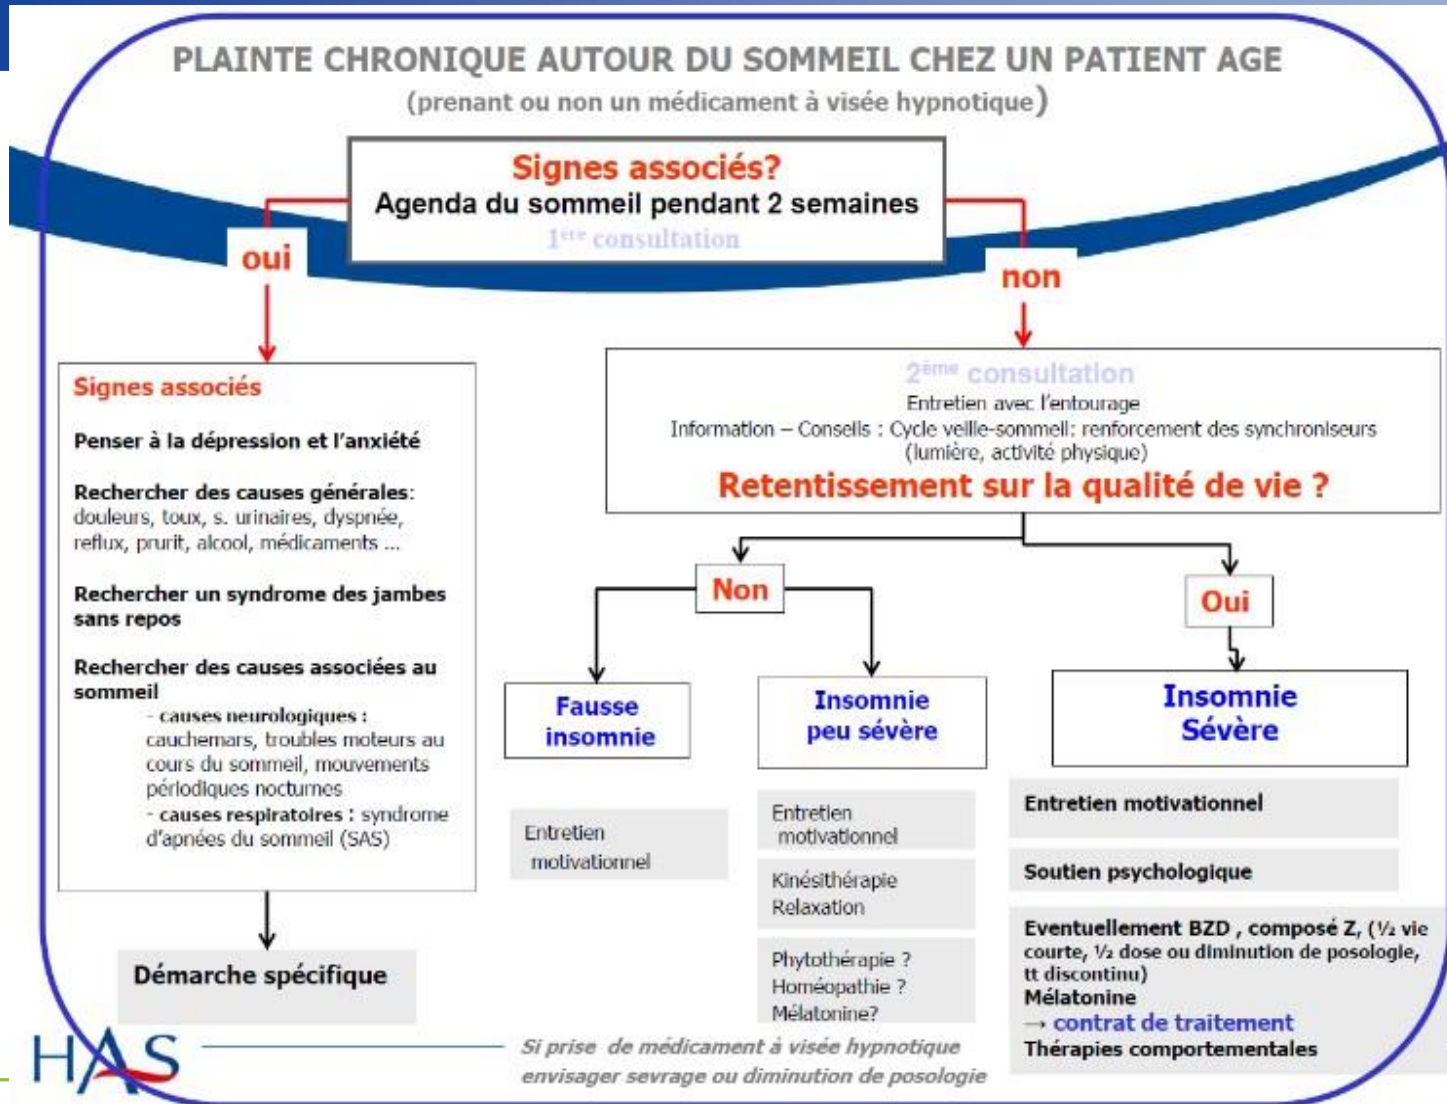 PLAINTE CHRONIQUE AUTOUR DU SOMMEIL CHEZ UN PATIENT AGE
(prenant ou non un médicament à visée hypnotique)
Signes associés?
Agenda du sommeil pendant 2 semaines
1ère consultation
oui
non
Signes associés
Penser à la dépression et l'anxiété
Rechercher des causes générales:
douleurs, toux, s. urinaires, dyspnée,
reflux, prurit, alcool, médicaments ...
Rechercher un syndrome des jambes
sans repos
Rechercher des causes associées au
sommeil
- causes neurologiques :
cauchemars, troubles moteurs au
cours du sommeil, mouvements
périodiques nocturnes
- causes respiratoires : syndrome
d'apnées du sommeil (SAS)
Démarche spécifique
2ème consultation
Entretien avec l'entourage
Information – Conseils : Cycle veille-sommeil: renforcement des synchroniseurs
(lumière, activité physique)
Retentissement sur la qualité de vie ?
Non
Oui
Fausse
insomnie
Entretien
motivationnel
Insomnie
peu sévère
Entretien
motivationnel
Kinésithérapie
Relaxation
Phytothérapie ?
Homéopathie ?
Mélatonine?
Insomnie
Sévère
Entretien motivationnel
Soutien psychologique
Eventuellement BZD , composé Z, (½ vie
courte, ½ dose ou diminution de posologie,
tt discontinu)
Mélatonine
→ contrat de traitement
Thérapies comportementales
HAS
Si prise de médicament à visée hypnotique
envisager sevrage ou diminution de posologie